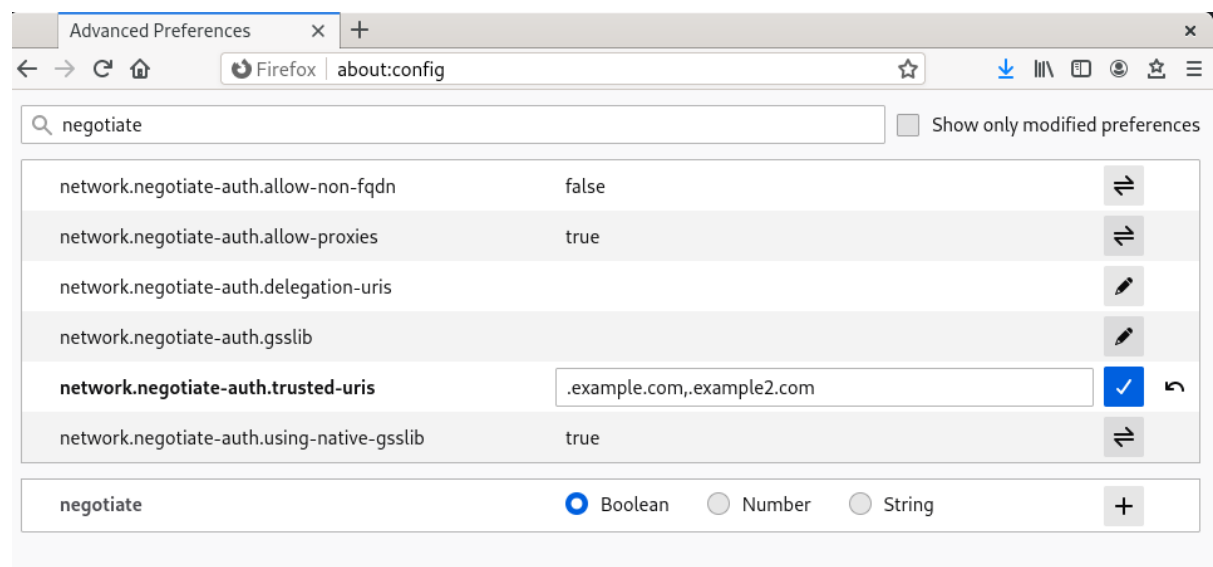 Advanced Preferences
Firefox about:config
negotiate Show only modified preferences
network.negotiate-auth.allow-non-fqdn false
network.negotiate-auth.allow-proxies true
network.negotiate-auth.delegation-uris
network.negotiate-auth.gsslib
network.negotiate-auth.trusted-uris .example.com,.example2.com
network.negotiate-auth.using-native-gsslib true
negotiate Boolean Number String